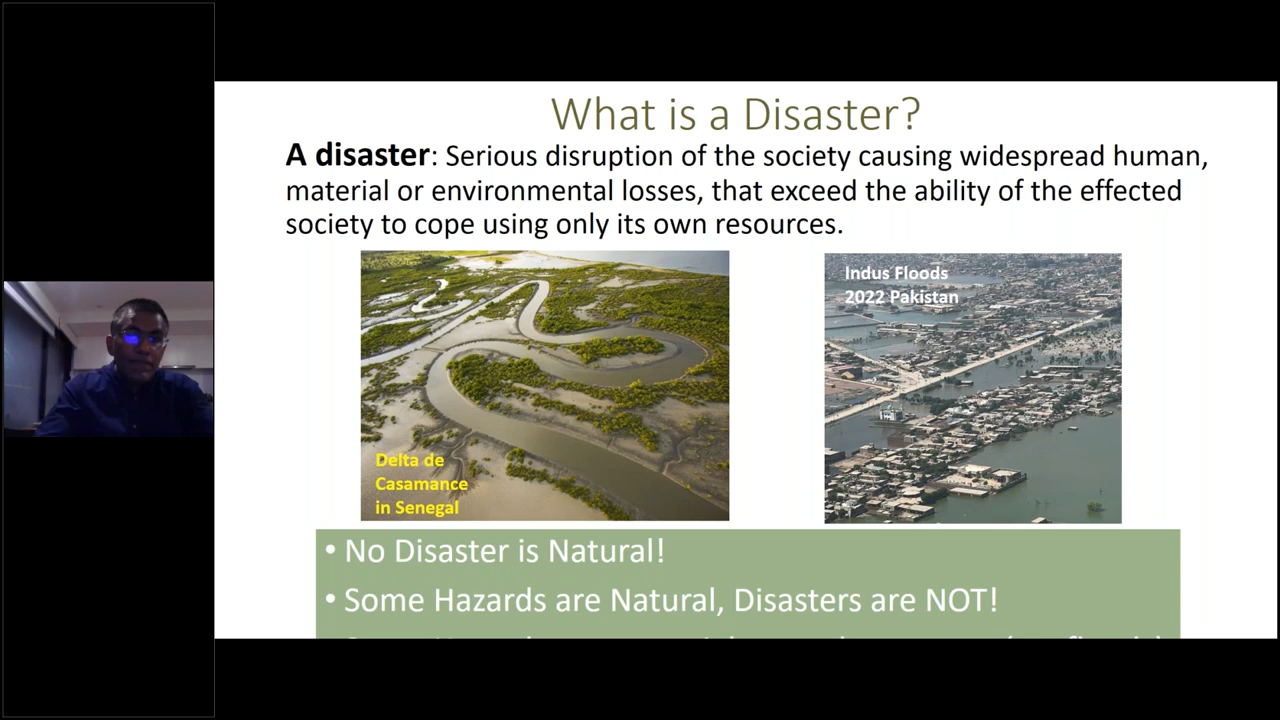 What is a Disaster?
A disaster: Serious disruption of the society causing widespread human,
material or environmental losses, that exceed the ability of the effected
society to cope using only its own resources.
Delta de
Casamance
in Senegal
Indus Floods
2022 Pakistan
• No Disaster is Natural!
• Some Hazards are Natural, Disasters are NOT!